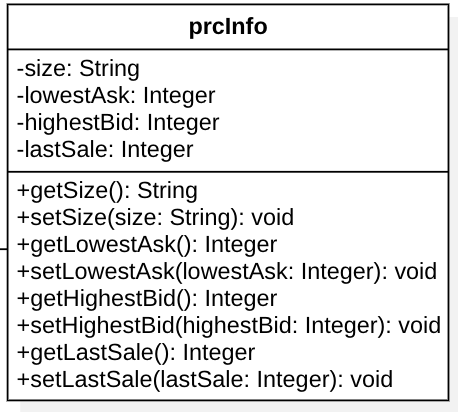 prcInfo
-size: String
-lowestAsk: Integer
-highestBid: Integer
-lastSale: Integer
+getSize(): String
+setSize(size: String): void
+getLowestAsk(): Integer
+setLowestAsk(lowestAsk: Integer): void
+getHighestBid(): Integer
+setHighestBid(highestBid: Integer): void
+getLastSale(): Integer
+setLastSale(lastSale: Integer): void